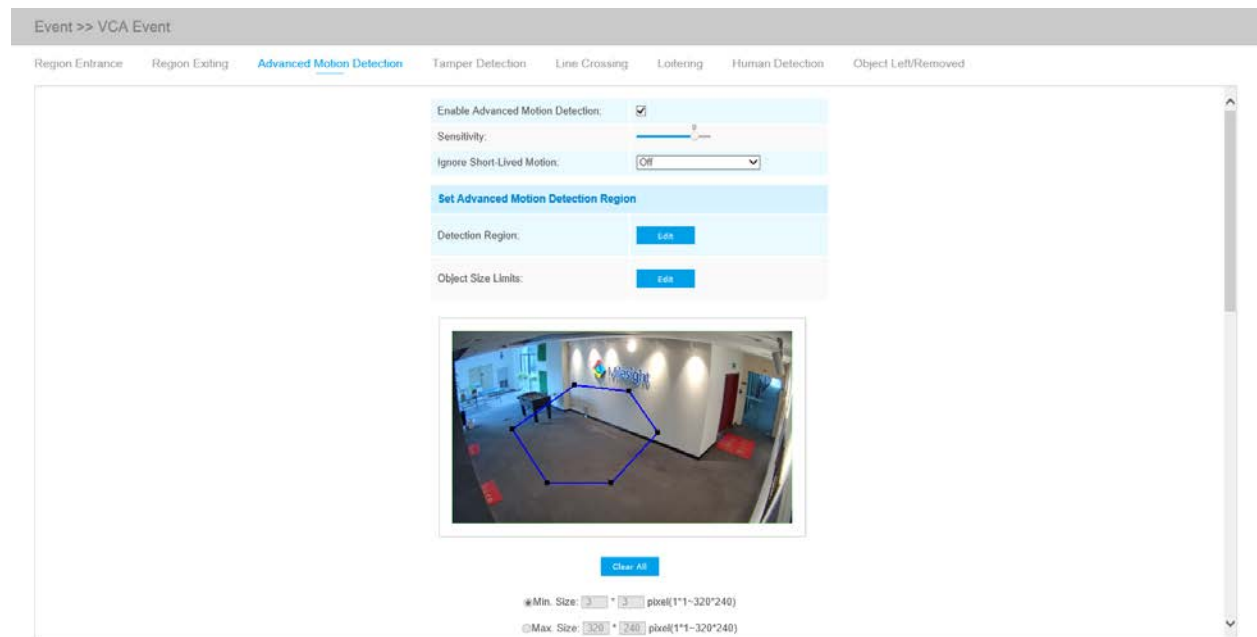 Event >> VCA Event
Region Entrance Region Exiting Advanced Motion Detection Tamper Detection Line Crossing Loitering Human Detection Object Left/Removed
Enable Advanced Motion Detection:
Sensitivity:
Ignore Short-Lived Motion: Off
Set Advanced Motion Detection Region
Detection Region: Edit
Object Size Limits: Edit
Milesight
Clear All
Min. Size: 3 * 3 pixel(1*1~320*240)
Max. Size: 320 * 240 pixel(1*1~320*240)